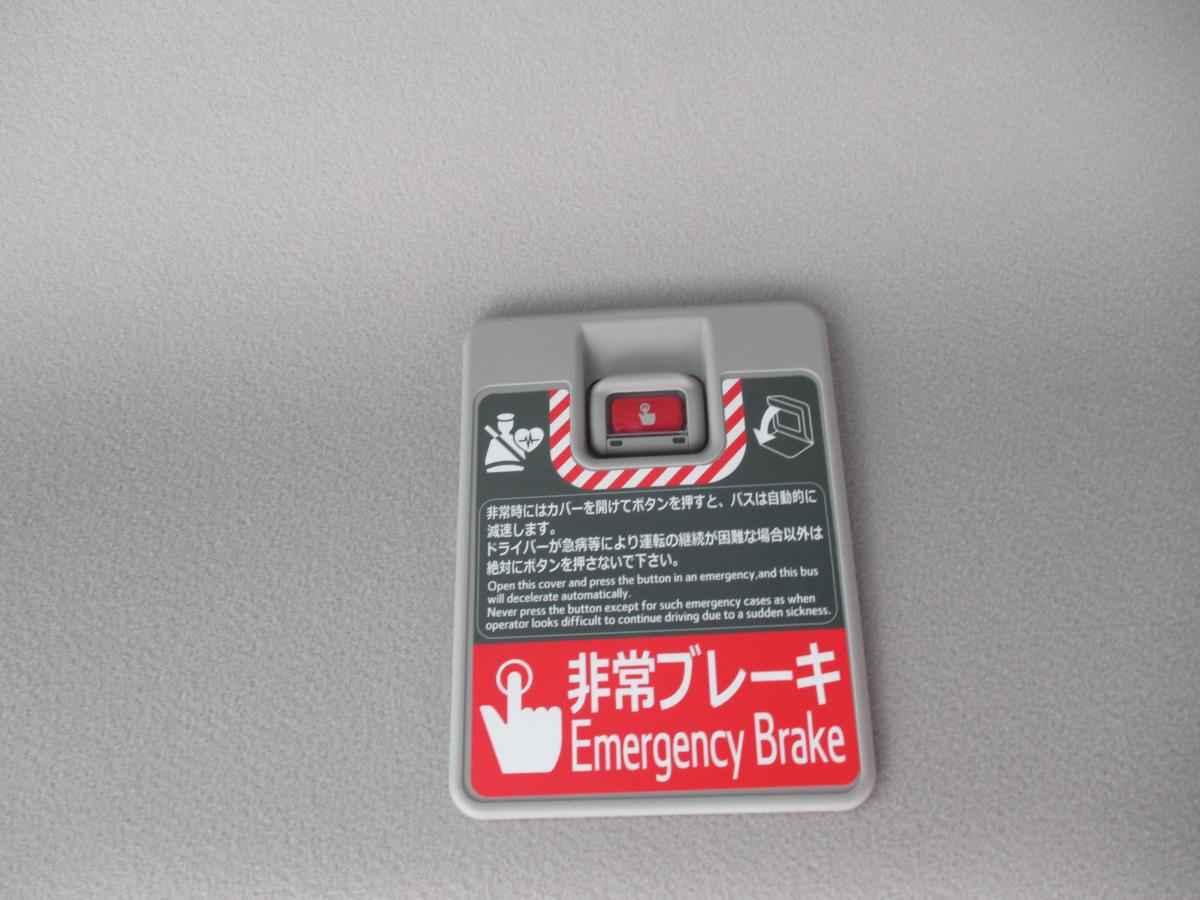 非常時にはカバーを開けてボタンを押すと、バスは自動的に
減速します。
ドライバーが急病等により運転の継続が困難な場合以外は
絶対にボタンを押さないで下さい。
Open this cover and press the button in an emergency,and this bus
will decelerate automatically.
Never press the button except for such emergency cases as when
operator looks difficult to continue driving due to a sudden sickness.
非常ブレーキ
Emergency Brake